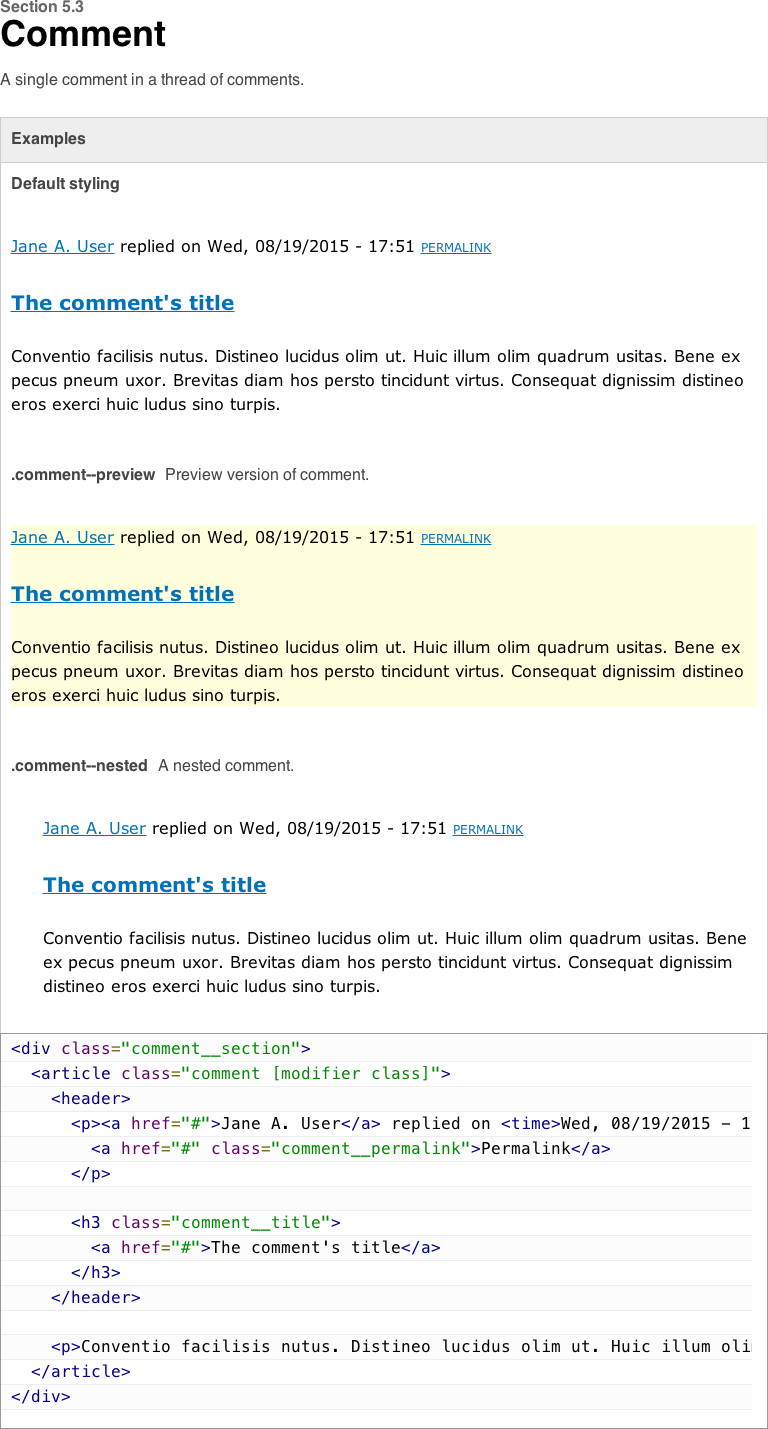 Section 5.3
Comment
A single comment in a thread of comments.
Examples
Default styling
Jane A. User replied on Wed, 08/19/2015 - 17:51 PERMALINK
The comment's title
Conventio facilisis nutus. Distineo lucidus olim ut. Huic illum olim quadrum usitas. Bene ex
pecus pneum uxor. Brevitas diam hos persto tincidunt virtus. Consequat dignissim distineo
eros exerci huic ludus sino turpis.
.comment--preview Preview version of comment.
Jane A. User replied on Wed, 08/19/2015 - 17:51 PERMALINK
The comment's title
Conventio facilisis nutus. Distineo lucidus olim ut. Huic illum olim quadrum usitas. Bene ex
pecus pneum uxor. Brevitas diam hos persto tincidunt virtus. Consequat dignissim distineo
eros exerci huic ludus sino turpis.
.comment--nested A nested comment.
Jane A. User replied on Wed, 08/19/2015 - 17:51 PERMALINK
The comment's title
Conventio facilisis nutus. Distineo lucidus olim ut. Huic illum olim quadrum usitas. Bene
ex pecus pneum uxor. Brevitas diam hos persto tincidunt virtus. Consequat dignissim
distineo eros exerci huic ludus sino turpis.
<div class="comment__section">
  <article class="comment [modifier class]">
    <header>
      <p><a href="#">Jane A. User</a> replied on <time>Wed, 08/19/2015 - 1
        <a href="#" class="comment__permalink">Permalink</a>
      </p>
      <h3 class="comment__title">
        <a href="#">The comment's title</a>
      </h3>
    </header>
    <p>Conventio facilisis nutus. Distineo lucidus olim ut. Huic illum oli
  </article>
</div>